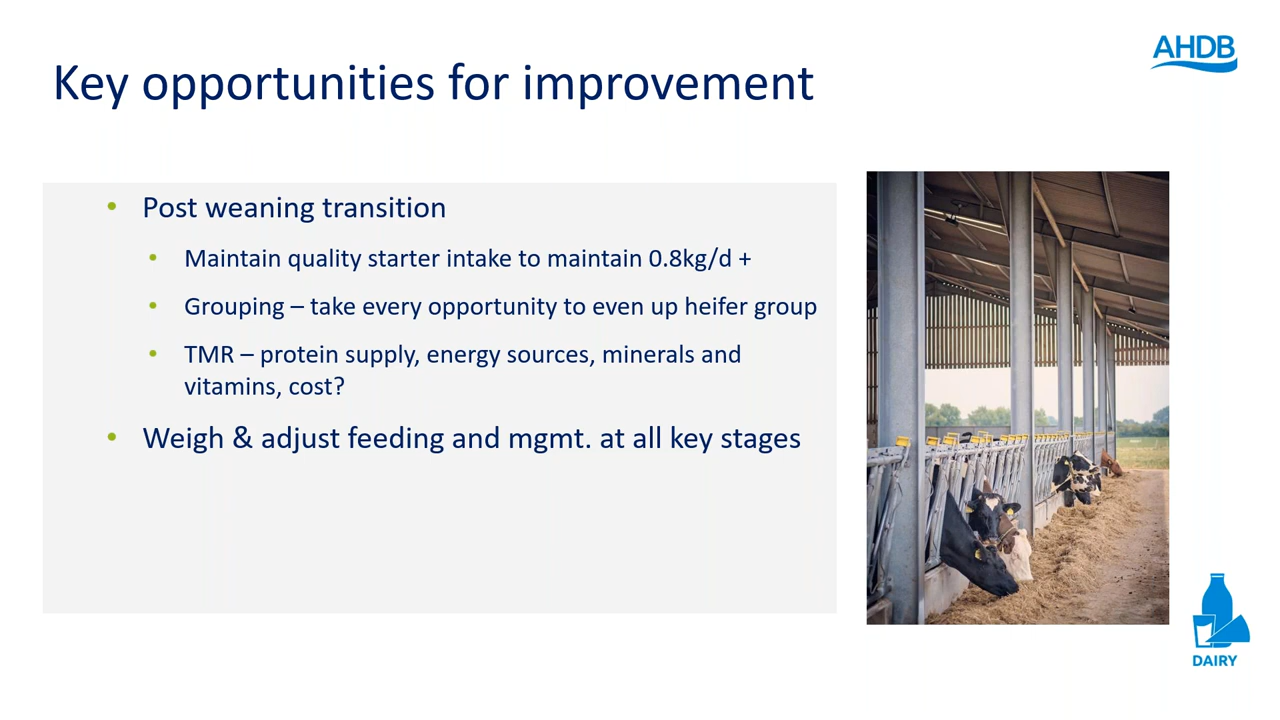 AHDB
Key opportunities for improvement
• Post weaning transition
• Maintain quality starter intake to maintain 0.8kg/d +
• Grouping – take every opportunity to even up heifer group
• TMR – protein supply, energy sources, minerals and
vitamins, cost?
• Weigh & adjust feeding and mgmt. at all key stages
DAIRY